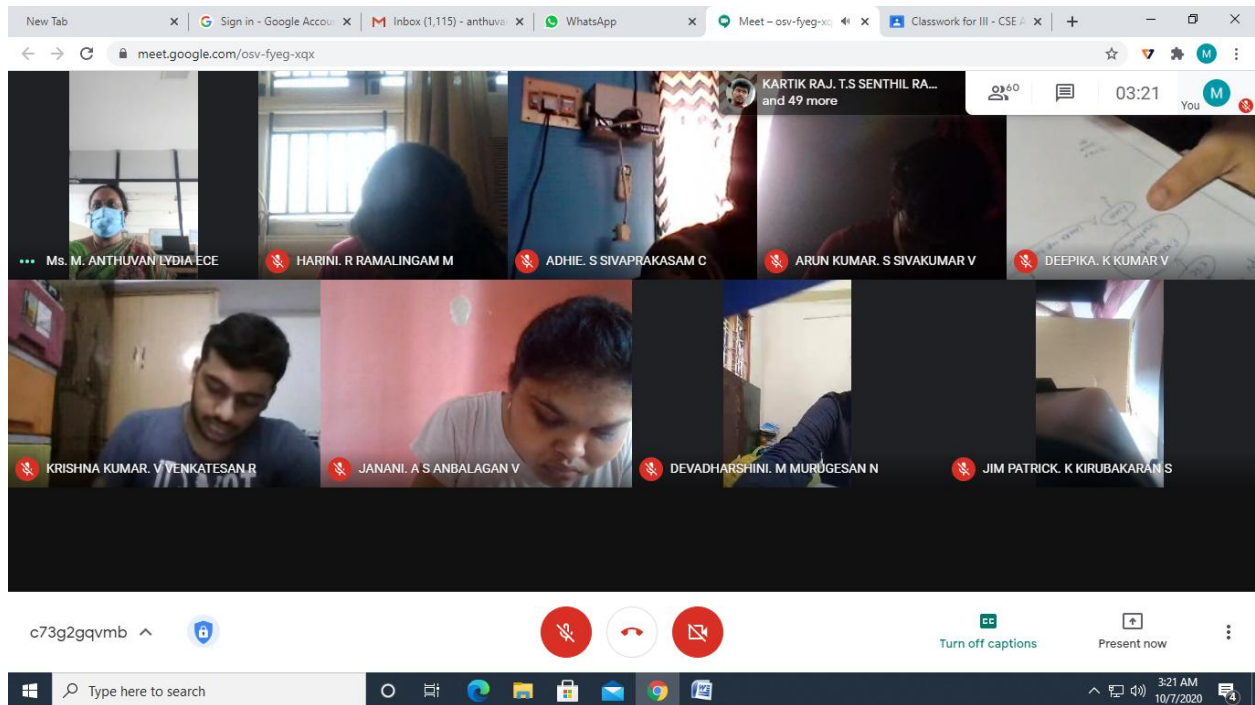 New Tab
Sign in - Google Accou
Inbox (1,115) - anthuva
WhatsApp
Meet – osv-fyeg-xq
Classwork for III - CSE A
meet.google.com/osv-fyeg-xqx
M
KARTIK RAJ. T.S SENTHIL RA...
and 49 more
60
03:21
You
M
Ms. M. ANTHUVAN LYDIA ECE
HARINI. R RAMALINGAM M
ADHIE. S SIVAPRAKASAM C
ARUN KUMAR. S SIVAKUMAR V
DEEPIKA. K KUMAR V
KRISHNA KUMAR. V VENKATESAN R
JANANI. A S ANBALAGAN V
DEVADHARSHINI. M MURUGESAN N
JIM PATRICK. K KIRUBAKARAN S
c73g2gqvmb
CC
Turn off captions
Present now
Type here to search
3:21 AM
10/7/2020
4